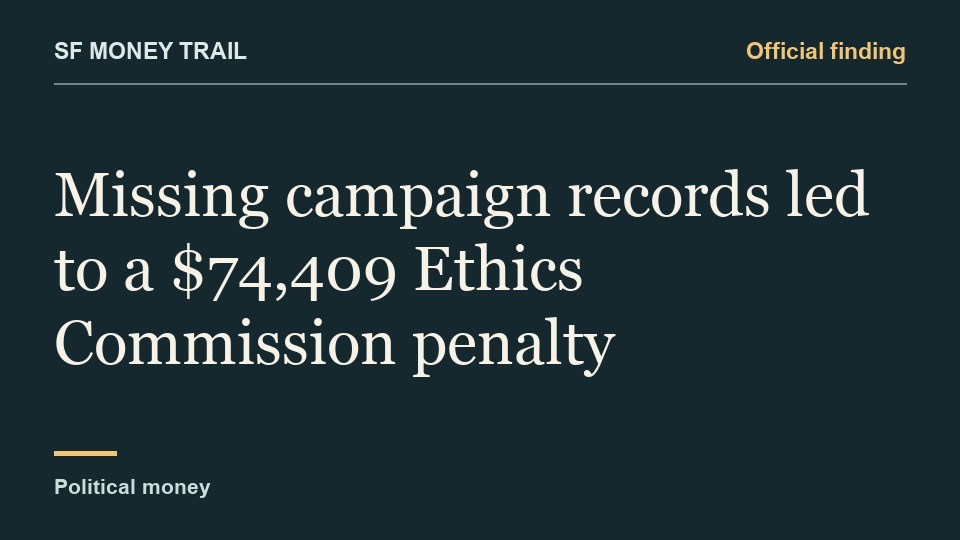 SF MONEY TRAIL
Official finding
Missing campaign records led
to a $74,409 Ethics
Commission penalty
Political money